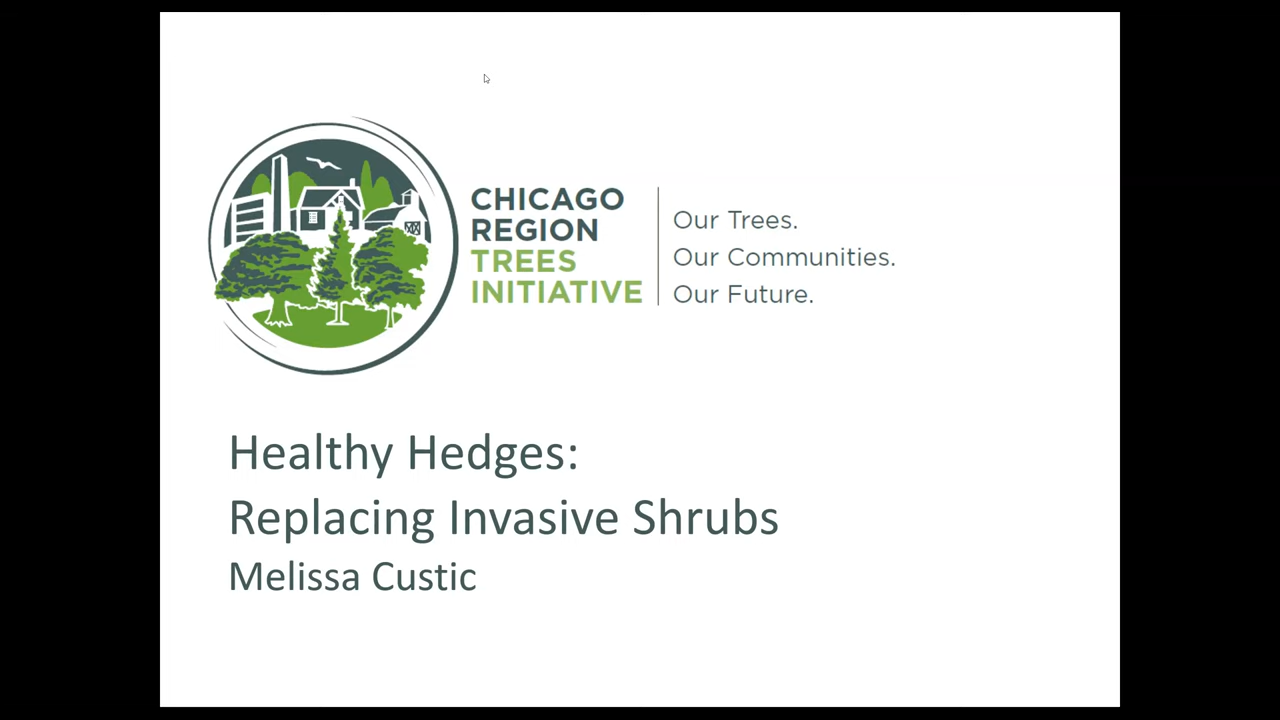 CHICAGO
REGION
TREES
INITIATIVE
Our Trees.
Our Communities.
Our Future.
Healthy Hedges:
Replacing Invasive Shrubs
Melissa Custic